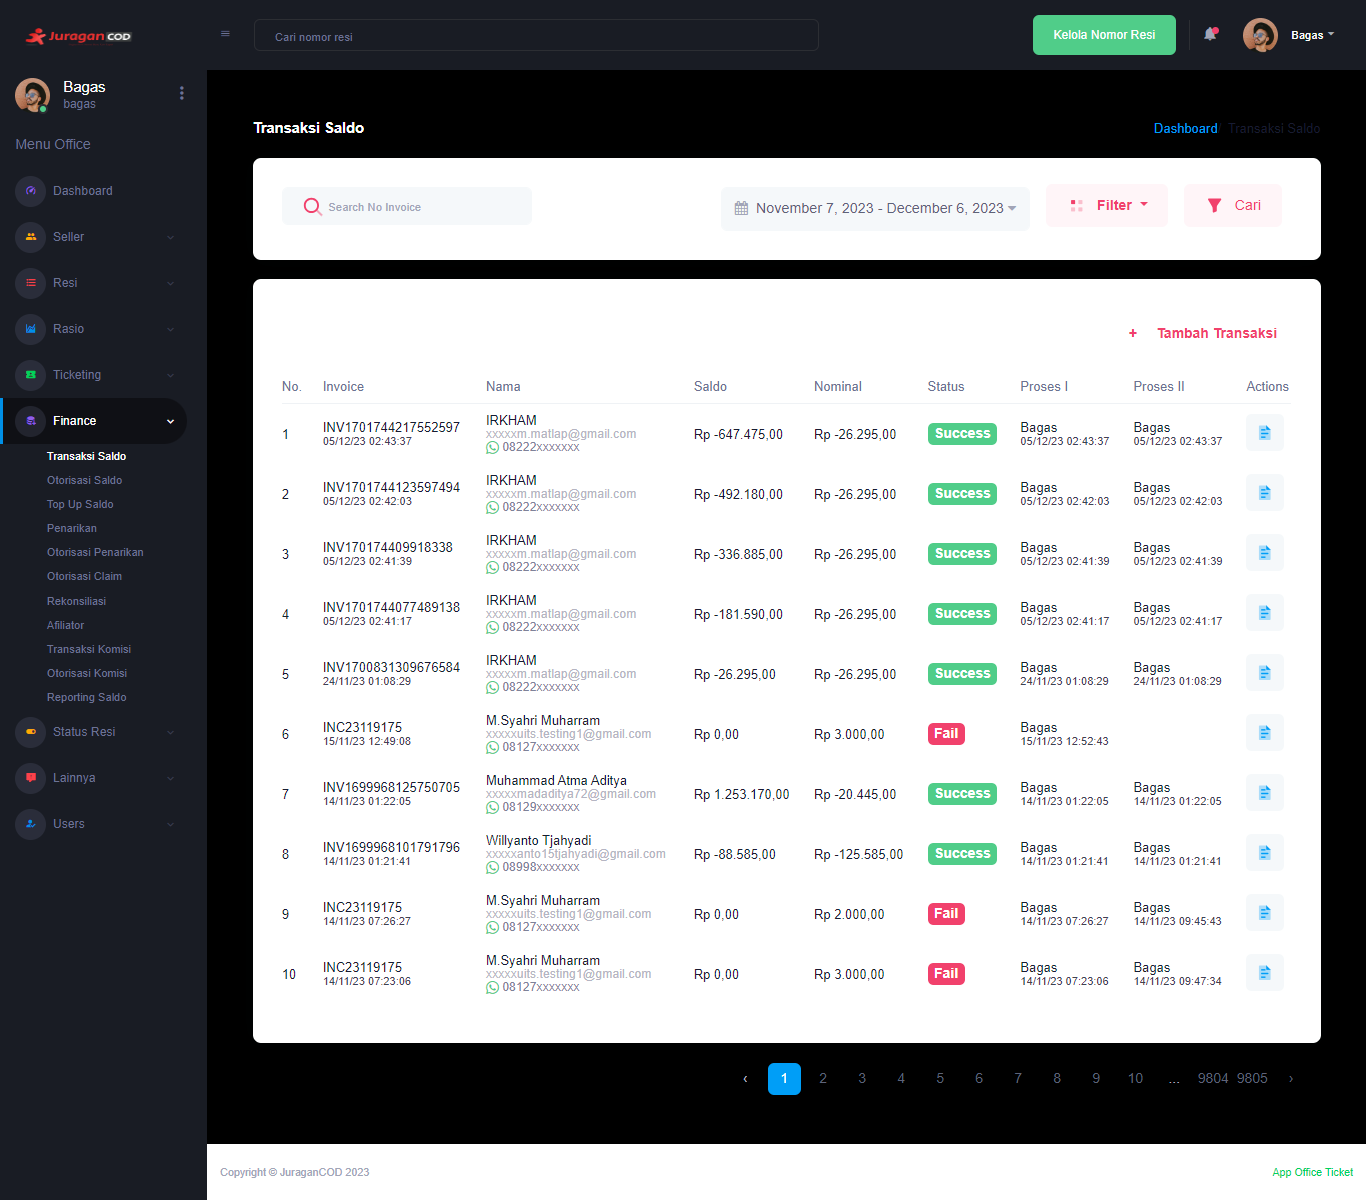 Juragan COD
Cari nomor resi
Kelola Nomor Resi
Bagas
Bagas
bagas
Menu Office
Dashboard
Seller
Resi
Rasio
Ticketing
Finance
Transaksi Saldo
Otorisasi Saldo
Top Up Saldo
Penarikan
Otorisasi Penarikan
Otorisasi Claim
Rekonsiliasi
Afiliator
Transaksi Komisi
Otorisasi Komisi
Reporting Saldo
Status Resi
Lainnya
Users
Transaksi Saldo
Dashboard Transaksi Saldo
Search No Invoice
November 7, 2023 - December 6, 2023
Filter
Cari
+ Tambah Transaksi
No. Invoice Nama Saldo Nominal Status Proses I Proses II Actions
1 INV1701744217552597 05/12/23 02:43:37 IRKHAM xxxxxm.matlap@gmail.com 08222xxxxxxx Rp -647.475,00 Rp -26.295,00 Success Bagas 05/12/23 02:43:37 Bagas 05/12/23 02:43:37
2 INV1701744123597494 05/12/23 02:42:03 IRKHAM xxxxxm.matlap@gmail.com 08222xxxxxxx Rp -492.180,00 Rp -26.295,00 Success Bagas 05/12/23 02:42:03 Bagas 05/12/23 02:42:03
3 INV170174409918338 05/12/23 02:41:39 IRKHAM xxxxxm.matlap@gmail.com 08222xxxxxxx Rp -336.885,00 Rp -26.295,00 Success Bagas 05/12/23 02:41:39 Bagas 05/12/23 02:41:39
4 INV1701744077489138 05/12/23 02:41:17 IRKHAM xxxxxm.matlap@gmail.com 08222xxxxxxx Rp -181.590,00 Rp -26.295,00 Success Bagas 05/12/23 02:41:17 Bagas 05/12/23 02:41:17
5 INV1700831309676584 24/11/23 01:08:29 IRKHAM xxxxxm.matlap@gmail.com 08222xxxxxxx Rp -26.295,00 Rp -26.295,00 Success Bagas 24/11/23 01:08:29 Bagas 24/11/23 01:08:29
6 INC23119175 15/11/23 12:49:08 M.Syahri Muharram xxxxxuits.testing1@gmail.com 08127xxxxxxx Rp 0,00 Rp 3.000,00 Fail Bagas 15/11/23 12:52:43
7 INV1699968125750705 14/11/23 01:22:05 Muhammad Atma Aditya xxxxxmadaditya72@gmail.com 08129xxxxxxx Rp 1.253.170,00 Rp -20.445,00 Success Bagas 14/11/23 01:22:05 Bagas 14/11/23 01:22:05
8 INV1699968101791796 14/11/23 01:21:41 Willyanto Tjahyadi xxxxxanto15tjahyadi@gmail.com 08998xxxxxxx Rp -88.585,00 Rp -125.585,00 Success Bagas 14/11/23 01:21:41 Bagas 14/11/23 01:21:41
9 INC23119175 14/11/23 07:26:27 M.Syahri Muharram xxxxxuits.testing1@gmail.com 08127xxxxxxx Rp 0,00 Rp 2.000,00 Fail Bagas 14/11/23 07:26:27 Bagas 14/11/23 09:45:43
10 INC23119175 14/11/23 07:23:06 M.Syahri Muharram xxxxxuits.testing1@gmail.com 08127xxxxxxx Rp 0,00 Rp 3.000,00 Fail Bagas 14/11/23 07:23:06 Bagas 14/11/23 09:47:34
‹ 1 2 3 4 5 6 7 8 9 10 ... 9804 9805 ›
Copyright © JuraganCOD 2023
App Office Ticket